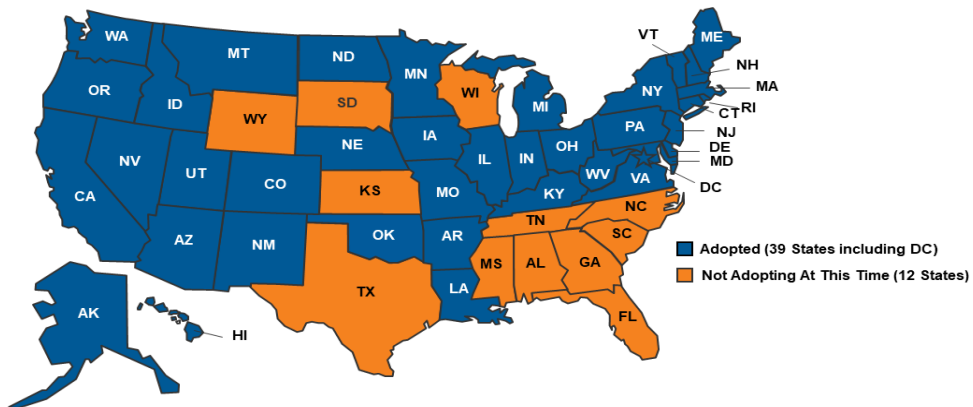 WA
MT
ND
MN
VT
ME
NH
MA
OR
ID
WY
SD
WI
MI
NY
RI
CT
NV
UT
NE
IA
IL
IN
OH
PA
NJ
DE
MD
CA
CO
KS
MO
KY
WV
VA
DC
AZ
NM
OK
AR
TN
NC
SC
MS
AL
GA
TX
LA
FL
AK
HI
Adopted (39 States including DC)
Not Adopting At This Time (12 States)